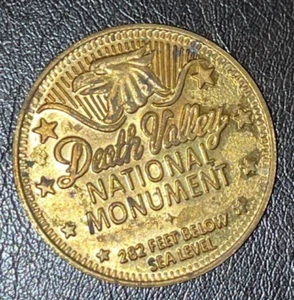 Death Valley
NATIONAL
MONUMENT
282 FEET BELOW
SEA LEVEL